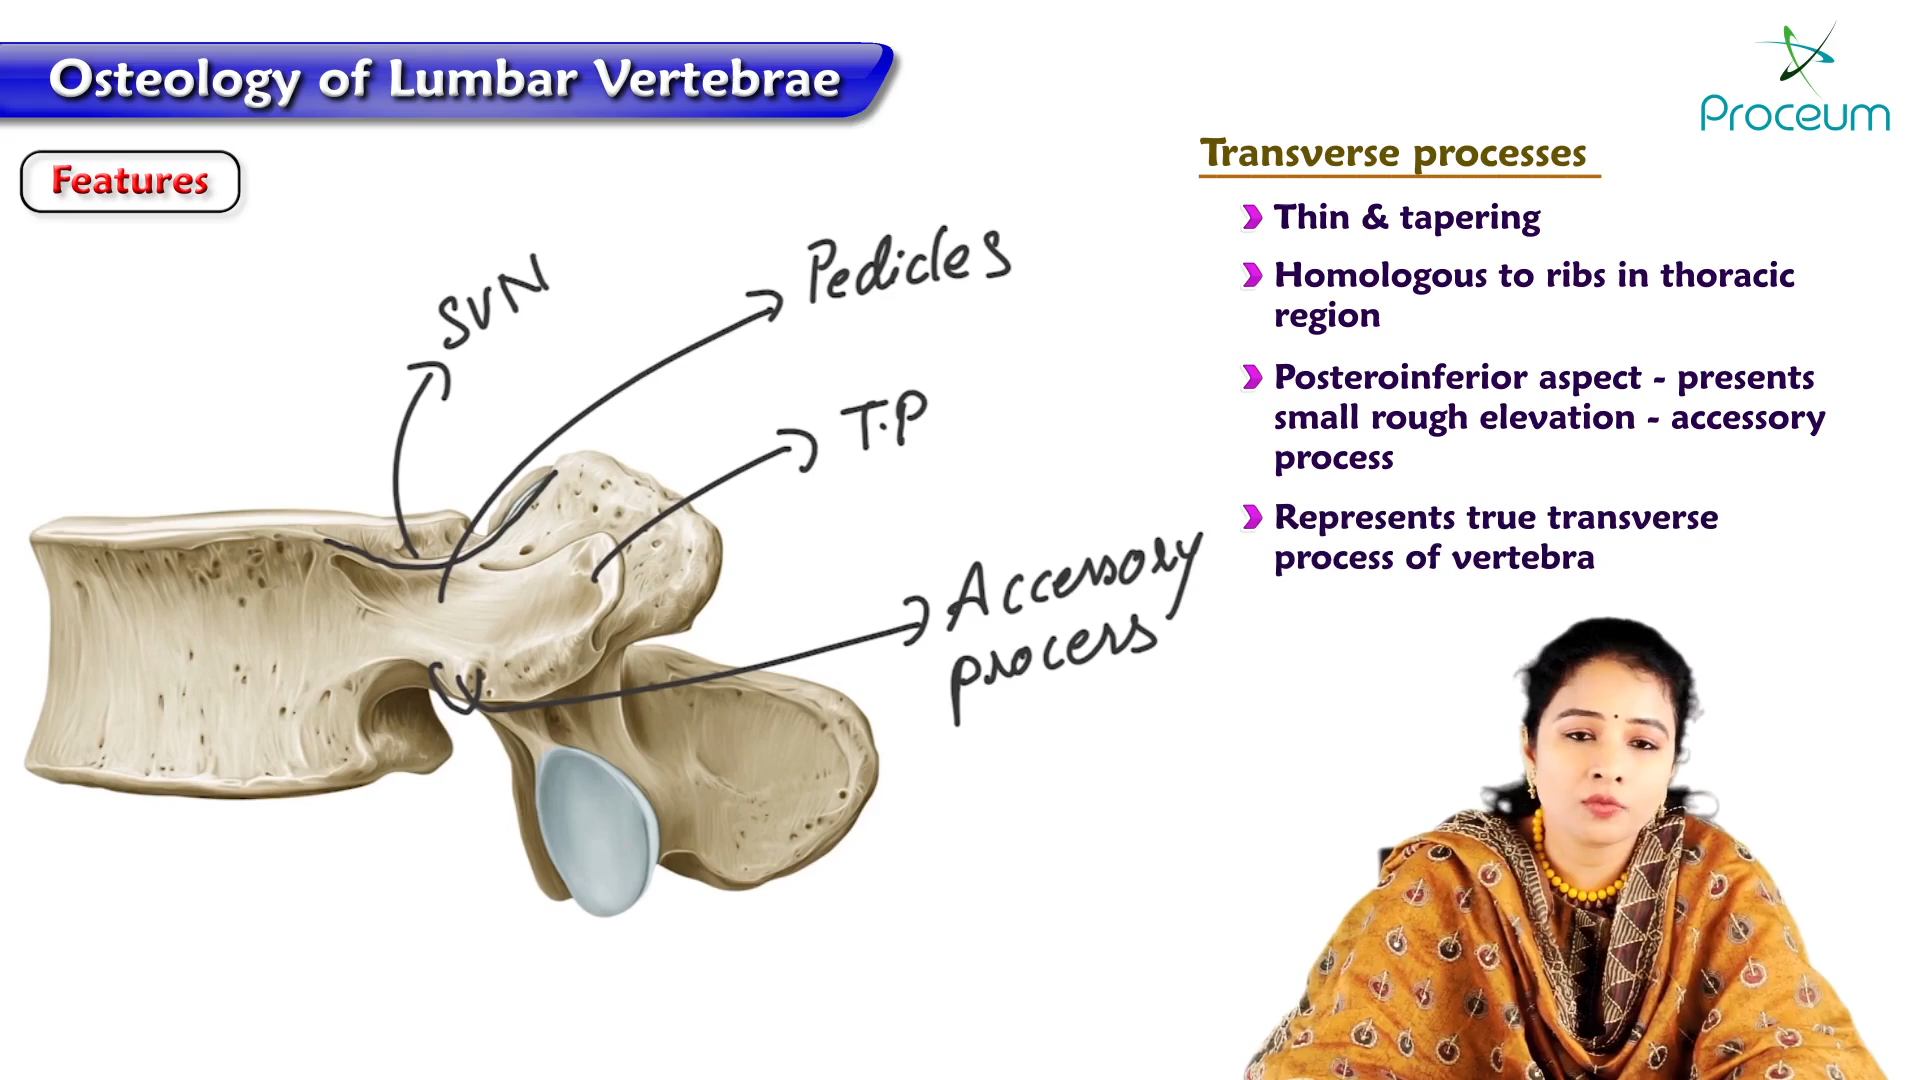 Osteology of Lumbar Vertebrae
Proceum
Features
Transverse processes
Thin & tapering
Homologous to ribs in thoracic
region
Posteroinferior aspect - presents
small rough elevation - accessory
process
Represents true transverse
process of vertebra
SVN
Pedicles
T.P
Accessory
process